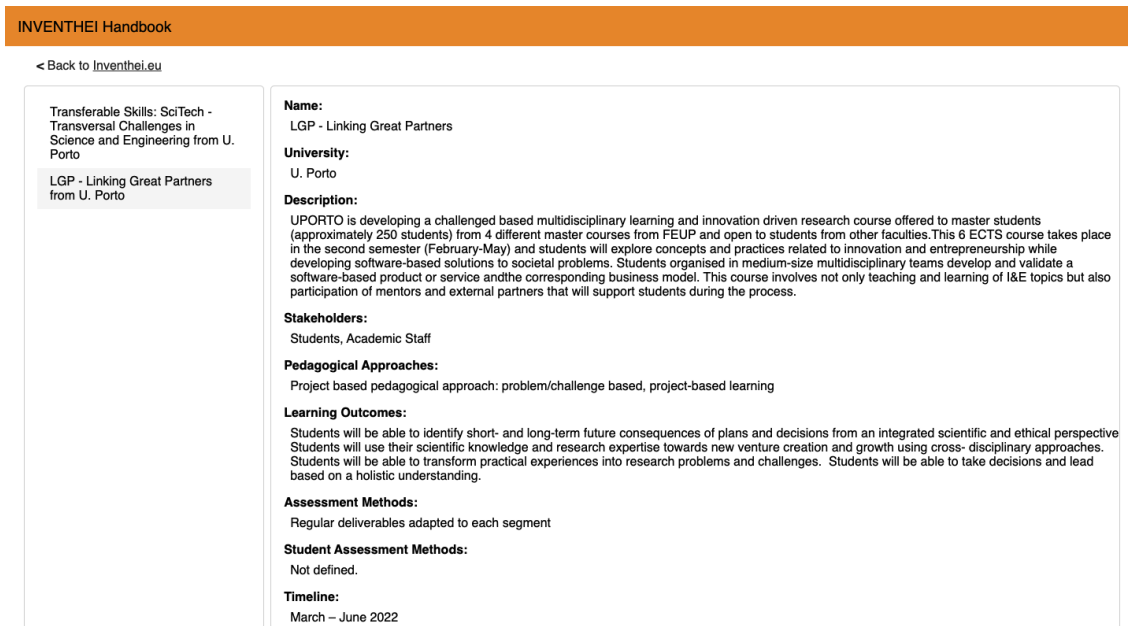 INVENTHEI Handbook
< Back to Inventhei.eu
Transferable Skills: SciTech -
Transversal Challenges in
Science and Engineering from U.
Porto
LGP - Linking Great Partners
from U. Porto
Name:
LGP - Linking Great Partners
University:
U. Porto
Description:
UPORTO is developing a challenged based multidisciplinary learning and innovation driven research course offered to master students
(approximately 250 students) from 4 different master courses from FEUP and open to students from other faculties.This 6 ECTS course takes place
in the second semester (February-May) and students will explore concepts and practices related to innovation and entrepreneurship while
developing software-based solutions to societal problems. Students organised in medium-size multidisciplinary teams develop and validate a
software-based product or service andthe corresponding business model. This course involves not only teaching and learning of I&E topics but also
participation of mentors and external partners that will support students during the process.
Stakeholders:
Students, Academic Staff
Pedagogical Approaches:
Project based pedagogical approach: problem/challenge based, project-based learning
Learning Outcomes:
Students will be able to identify short- and long-term future consequences of plans and decisions from an integrated scientific and ethical perspective
Students will use their scientific knowledge and research expertise towards new venture creation and growth using cross- disciplinary approaches.
Students will be able to transform practical experiences into research problems and challenges.  Students will be able to take decisions and lead
based on a holistic understanding.
Assessment Methods:
Regular deliverables adapted to each segment
Student Assessment Methods:
Not defined.
Timeline:
March – June 2022